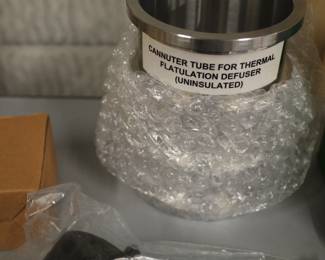 CANNUTER TUBE FOR THERMAL
FLATULATION DEFUSER
(UNINSULATED)